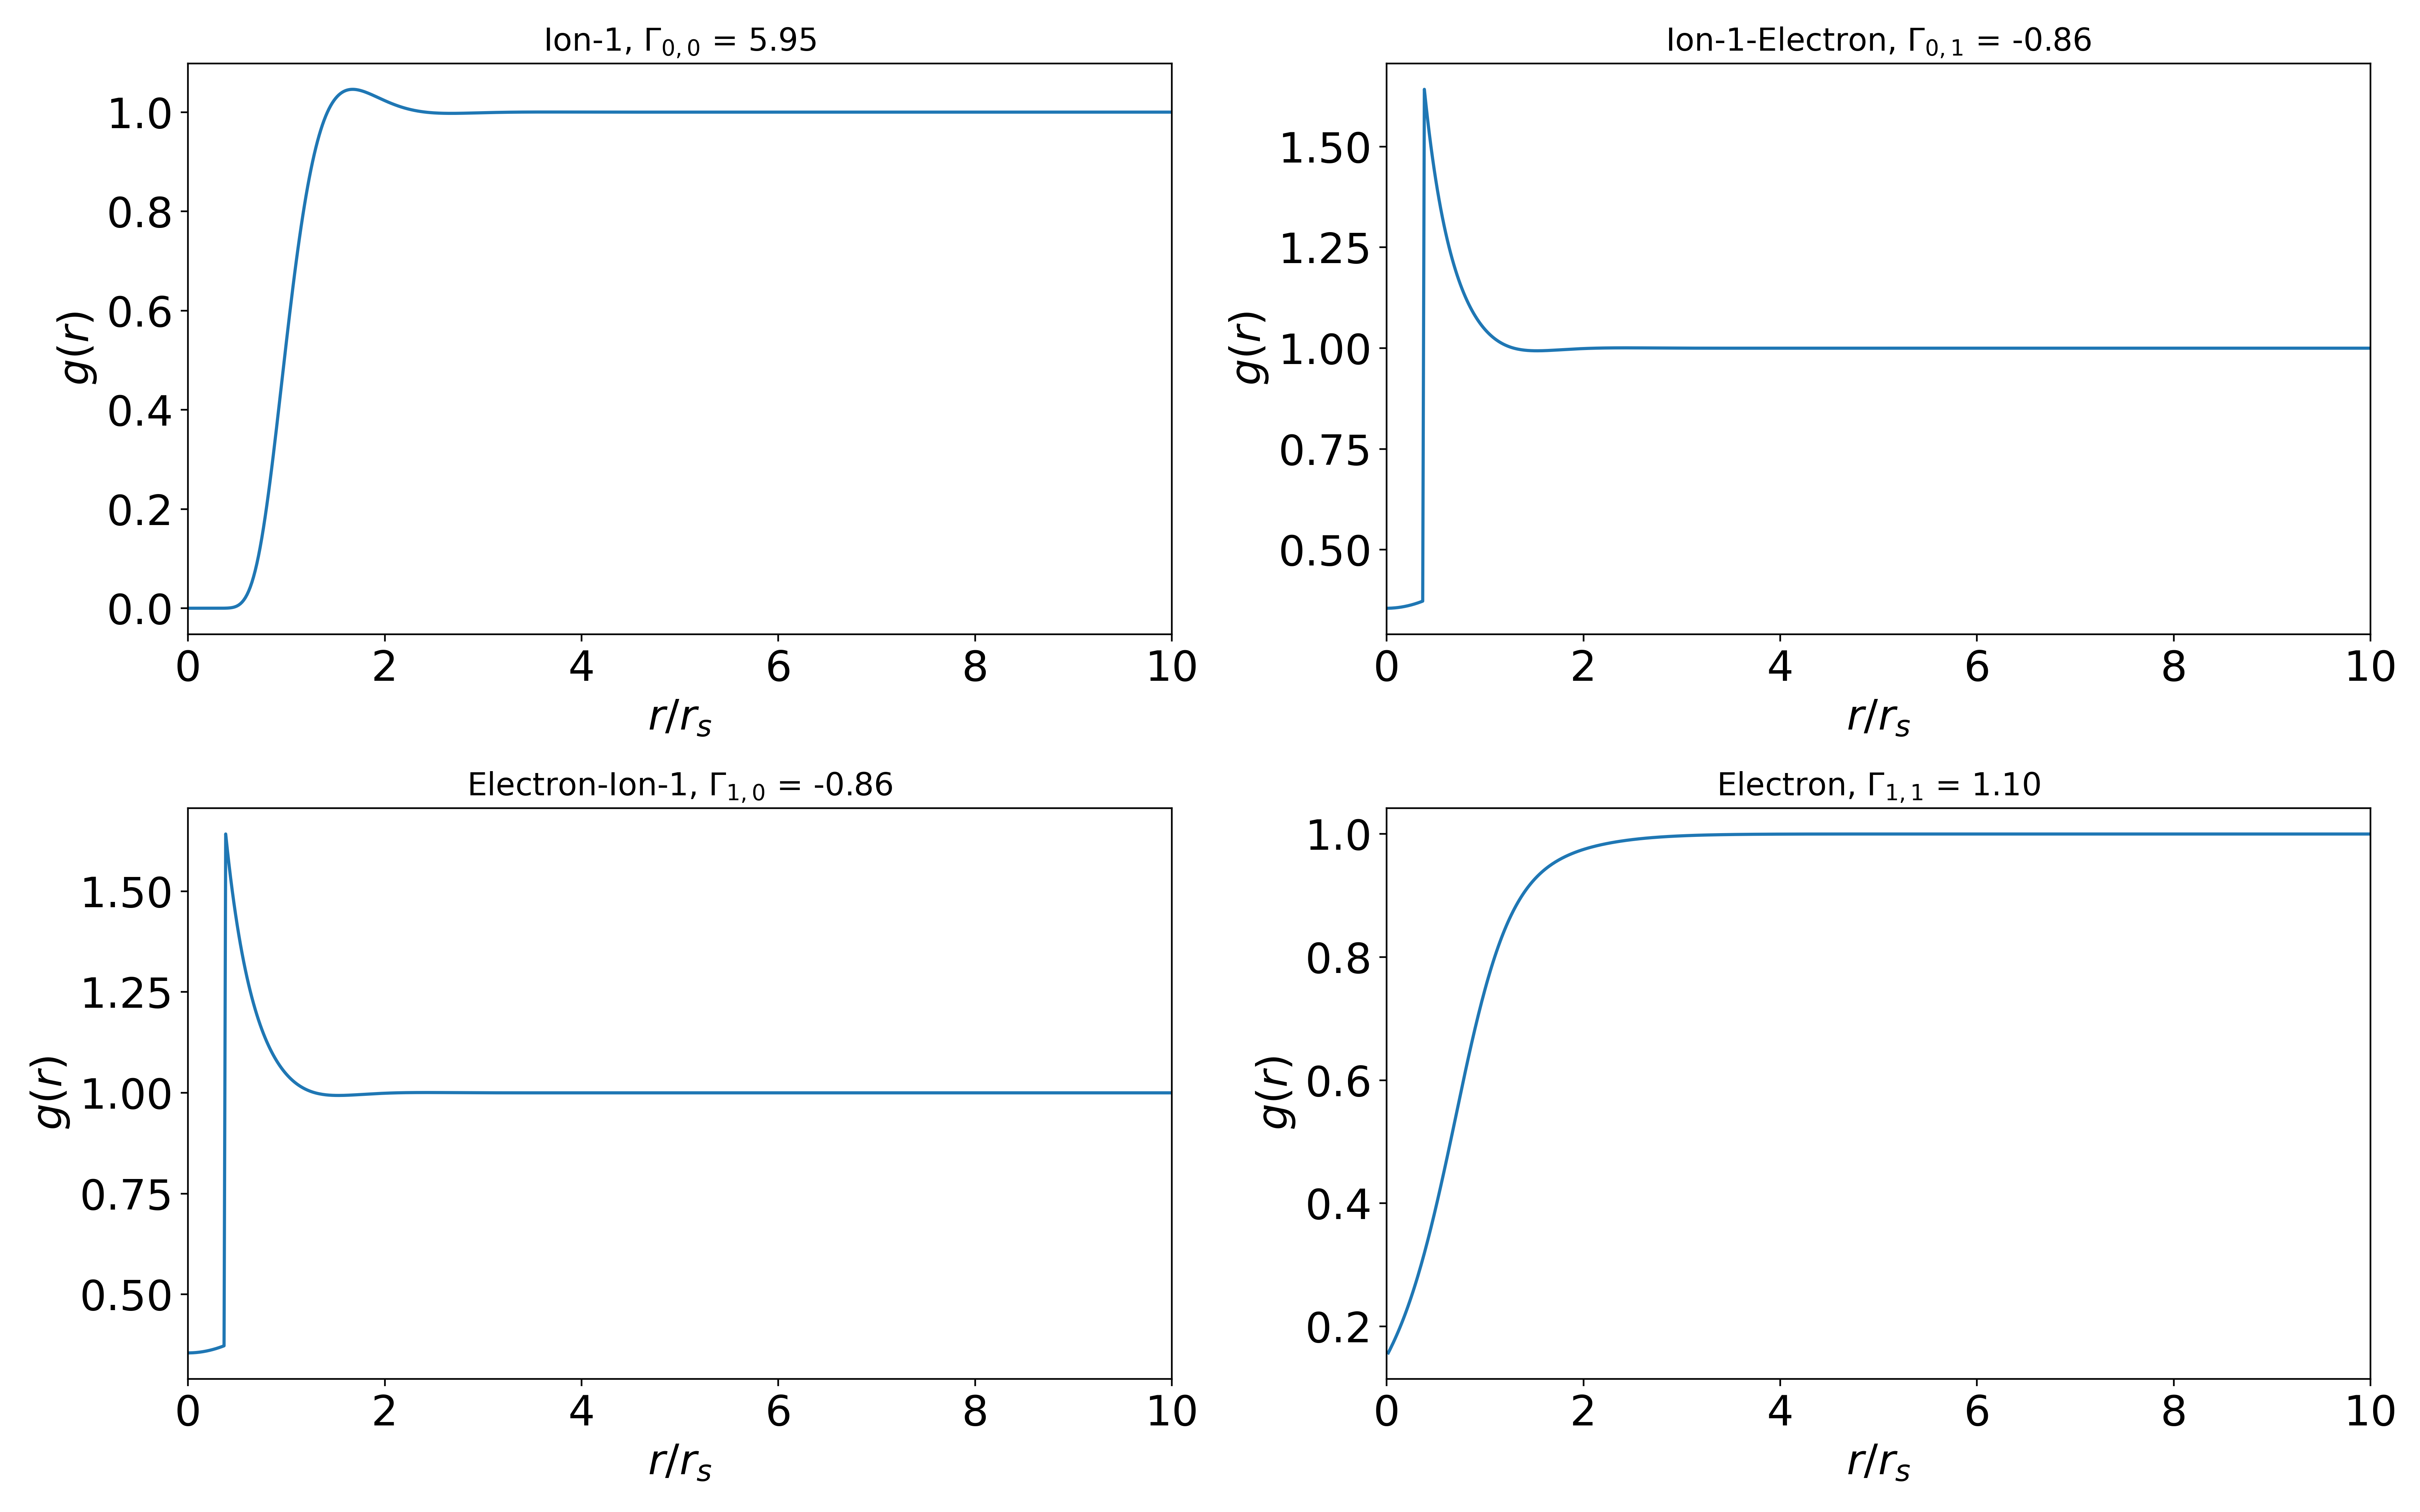 Ion-1, Γ0,0 = 5.95
g(r)
1.0
0.8
0.6
0.4
0.2
0.0
0 2 4 6 8 10
r/rs
Ion-1-Electron, Γ0,1 = -0.86
g(r)
1.50
1.25
1.00
0.75
0.50
0 2 4 6 8 10
r/rs
Electron-Ion-1, Γ1,0 = -0.86
g(r)
1.50
1.25
1.00
0.75
0.50
0 2 4 6 8 10
r/rs
Electron, Γ1,1 = 1.10
g(r)
1.0
0.8
0.6
0.4
0.2
0 2 4 6 8 10
r/rs